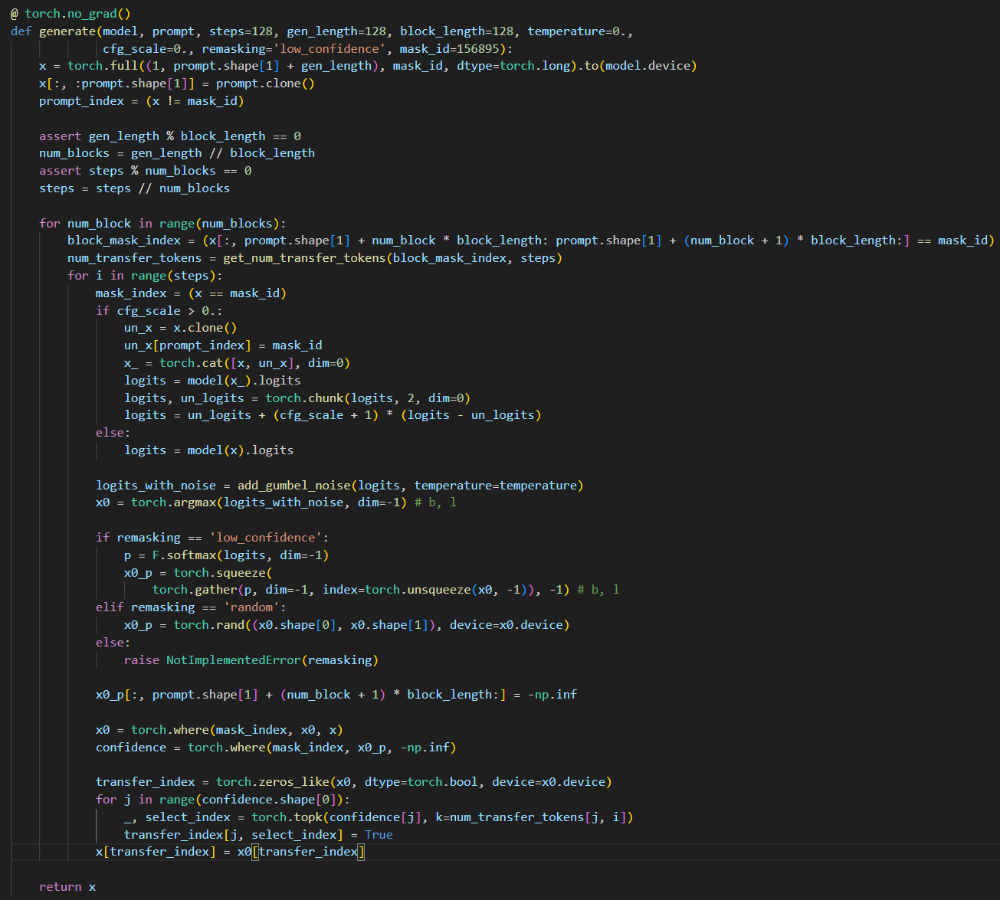 @ torch.no_grad()
def generate(model, prompt, steps=128, gen_length=128, block_length=128, temperature=0.,
             cfg_scale=0., remasking='low_confidence', mask_id=156895):
    x = torch.full((1, prompt.shape[1] + gen_length), mask_id, dtype=torch.long).to(model.device)
    x[:, :prompt.shape[1]] = prompt.clone()
    prompt_index = (x != mask_id)

    assert gen_length % block_length == 0
    num_blocks = gen_length // block_length
    assert steps % num_blocks == 0
    steps = steps // num_blocks

    for num_block in range(num_blocks):
        block_mask_index = (x[:, prompt.shape[1] + num_block * block_length: prompt.shape[1] + (num_block + 1) * block_length:] == mask_id)
        num_transfer_tokens = get_num_transfer_tokens(block_mask_index, steps)
        for i in range(steps):
            mask_index = (x == mask_id)
            if cfg_scale > 0.:
                un_x = x.clone()
                un_x[prompt_index] = mask_id
                x_ = torch.cat([x, un_x], dim=0)
                logits = model(x_).logits
                logits, un_logits = torch.chunk(logits, 2, dim=0)
                logits = un_logits + (cfg_scale + 1) * (logits - un_logits)
            else:
                logits = model(x).logits

            logits_with_noise = add_gumbel_noise(logits, temperature=temperature)
            x0 = torch.argmax(logits_with_noise, dim=-1) # b, l

            if remasking == 'low_confidence':
                p = F.softmax(logits, dim=-1)
                x0_p = torch.squeeze(
                    torch.gather(p, dim=-1, index=torch.unsqueeze(x0, -1)), -1) # b, l
            elif remasking == 'random':
                x0_p = torch.rand((x0.shape[0], x0.shape[1]), device=x0.device)
            else:
                raise NotImplementedError(remasking)

            x0_p[:, prompt.shape[1] + (num_block + 1) * block_length:] = -np.inf

            x0 = torch.where(mask_index, x0, x)
            confidence = torch.where(mask_index, x0_p, -np.inf)

            transfer_index = torch.zeros_like(x0, dtype=torch.bool, device=x0.device)
            for j in range(confidence.shape[0]):
                _, select_index = torch.topk(confidence[j], k=num_transfer_tokens[j, i])
                transfer_index[j, select_index] = True
            x[transfer_index] = x0[transfer_index]

    return x